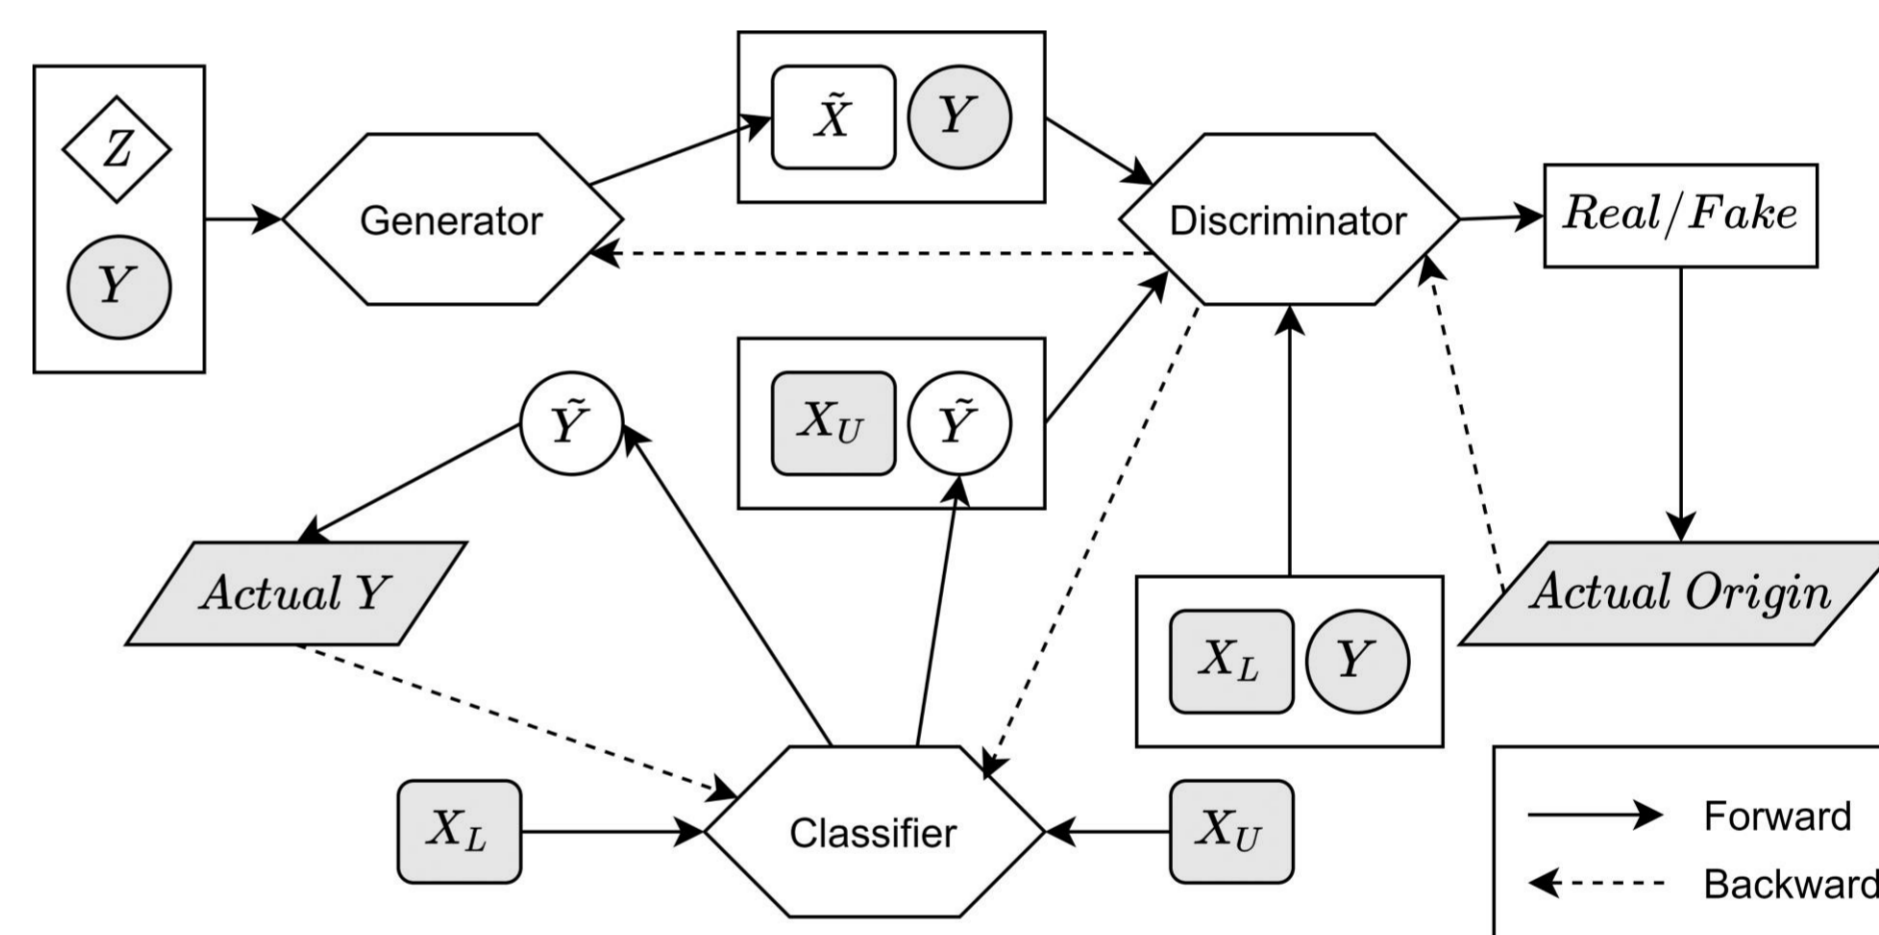 Z
Y
Generator
X̃ Y
Discriminator
Real/Fake
X_U Ỹ
Ỹ
Actual Y
X_L Y
Actual Origin
X_L
Classifier
X_U
Forward
Backward